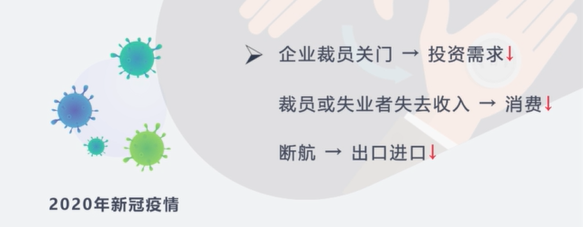 ➢ 企业裁员关门 → 投资需求↓
裁员或失业者失去收入 → 消费↓
断航 → 出口进口↓
2020年新冠疫情